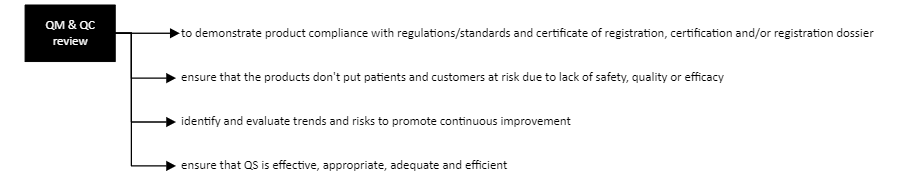 QM & QC
review
to demonstrate product compliance with regulations/standards and certificate of registration, certification and/or registration dossier
ensure that the products don't put patients and customers at risk due to lack of safety, quality or efficacy
identify and evaluate trends and risks to promote continuous improvement
ensure that QS is effective, appropriate, adequate and efficient